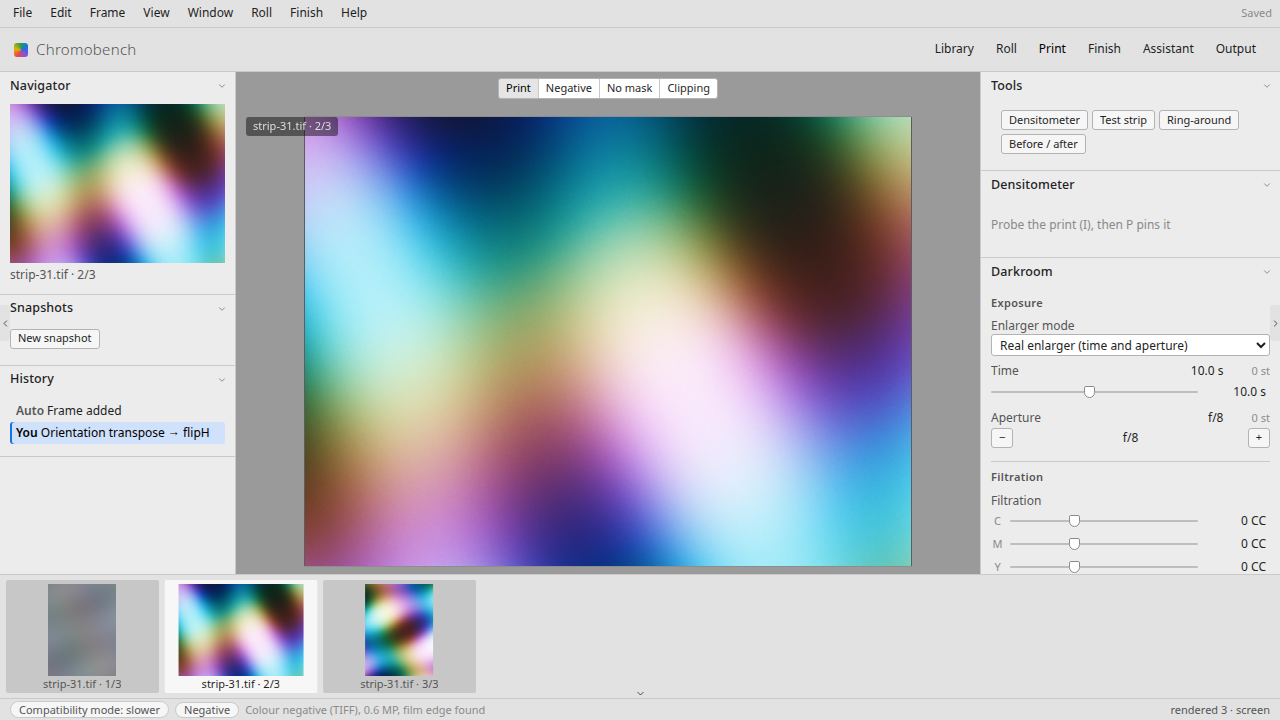 File Edit Frame View Window Roll Finish Help Saved
Chromobench Library Roll Print Finish Assistant Output
Navigator
strip-31.tif · 2/3
Snapshots
New snapshot
History
Auto Frame added
You Orientation transpose → flipH
Print Negative No mask Clipping
strip-31.tif · 2/3
Tools
Densitometer Test strip Ring-around
Before / after
Densitometer
Probe the print (I), then P pins it
Darkroom
Exposure
Enlarger mode
Real enlarger (time and aperture)
Time 10.0 s 0 st
10.0 s
Aperture f/8 0 st
− f/8 +
Filtration
Filtration
C 0 CC
M 0 CC
Y 0 CC
strip-31.tif · 1/3
strip-31.tif · 2/3
strip-31.tif · 3/3
Compatibility mode: slower Negative Colour negative (TIFF), 0.6 MP, film edge found rendered 3 · screen